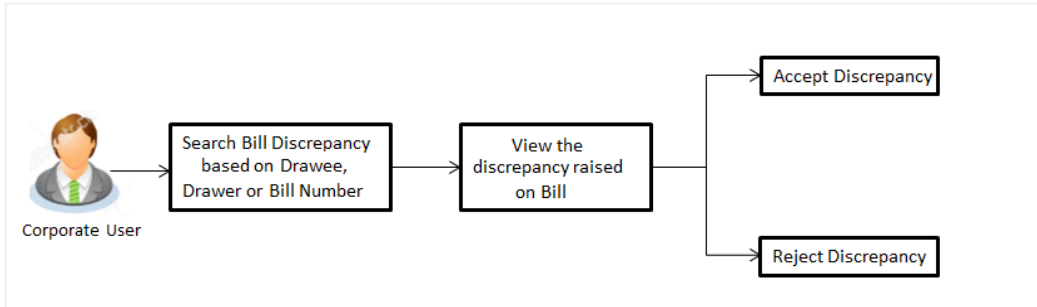 Corporate User
Search Bill Discrepancy
based on Drawee,
Drawer or Bill Number
View the
discrepancy raised
on Bill
Accept Discrepancy
Reject Discrepancy